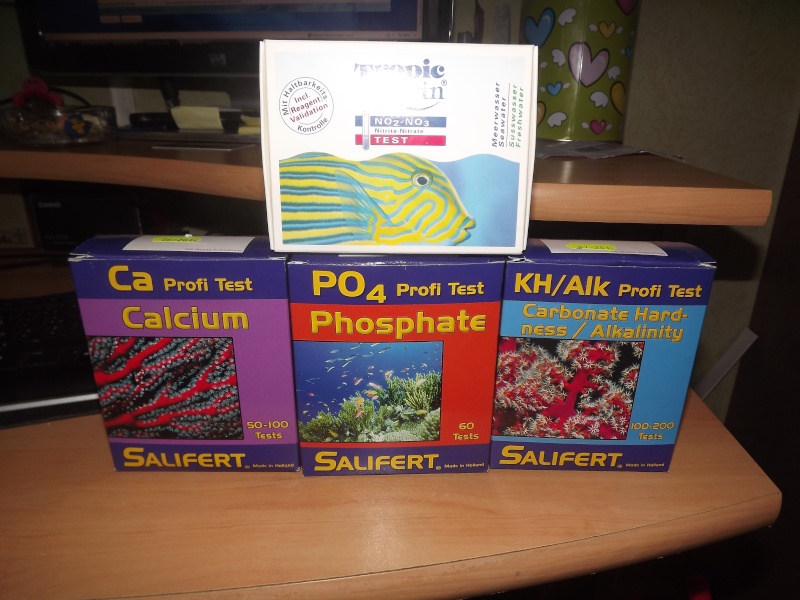 Tropic
Mit Haltbarkeits
Incl.
Reagent
Validation
Kontrolle
NO2-NO3
Nitrite-Nitrate
TEST
Meerwasser
Seawater
Süsswasser
Freshwater
Ca Profi Test
Calcium
50-100
Tests
SALIFERT® Made in Holland
PO4 Profi Test
Phosphate
60
Tests
SALIFERT® Made in Holland
KH/Alk Profi Test
Carbonate Hard-
ness / Alkalinity
100-200
Tests
SALIFERT® Made in Holland